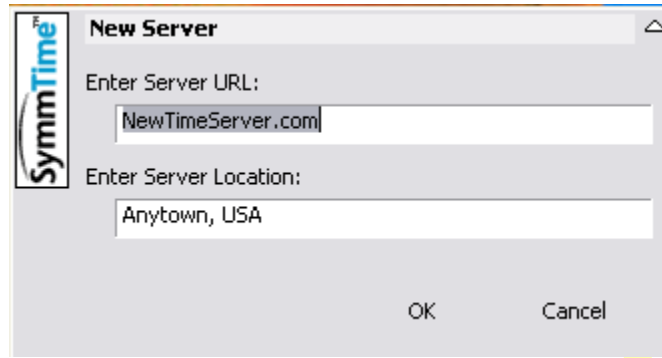 SymmTime™
New Server
Enter Server URL:
NewTimeServer.com
Enter Server Location:
Anytown, USA
OK Cancel